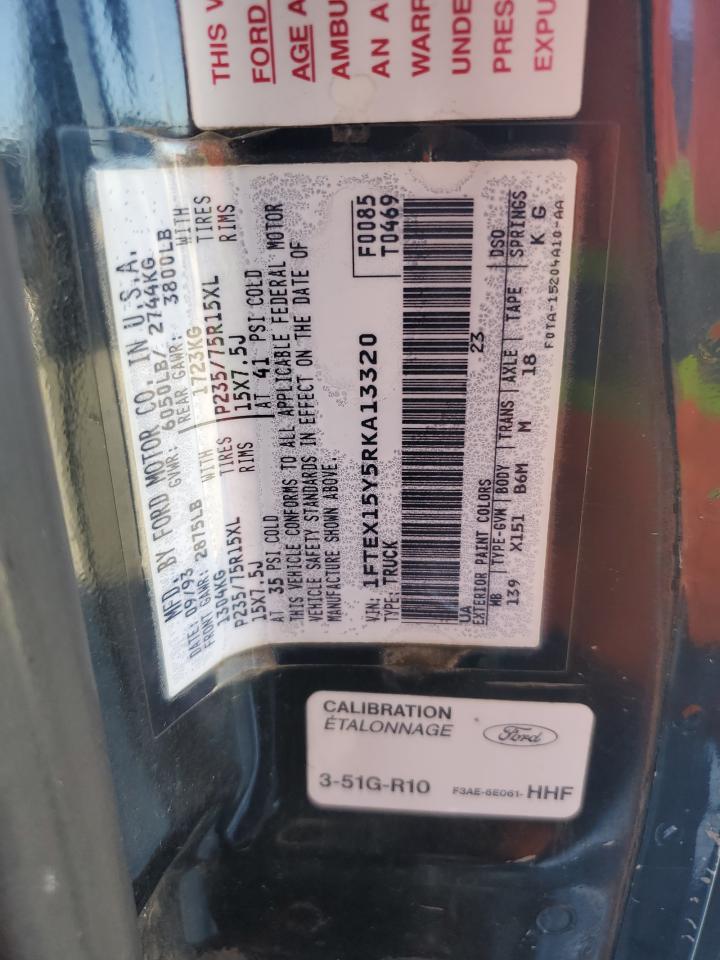 THIS V
FORD
AGE A
AMBU
AN A
WARR
UNDE
PRES
EXPU
MFD. BY FORD MOTOR CO. IN U.S.A.
DATE: 09/93 GVWR: 6050LB/ 2744KG
FRONT GAWR: 2875LB REAR GAWR: 3800LB
1304KG WITH 1723KG WITH
P235/75R15XL TIRES P235/75R15XL TIRES
15X7.5J RIMS 15X7.5J RIMS
AT 35 PSI COLD AT 41 PSI COLD
THIS VEHICLE CONFORMS TO ALL APPLICABLE FEDERAL MOTOR
VEHICLE SAFETY STANDARDS IN EFFECT ON THE DATE OF
MANUFACTURE SHOWN ABOVE.
F0085
VIN: 1FTEX15Y5RKA13320 T0469
TYPE: TRUCK
UA 23
EXTERIOR PAINT COLORS DSO
WB TYPE-GVW BODY TRANS AXLE TAPE SPRINGS
139 X151 B6M M 18 K G
F0TA-15204A10-AA
CALIBRATION
ÉTALONNAGE
Ford
3-51G-R10 F3AE-6E061-HHF